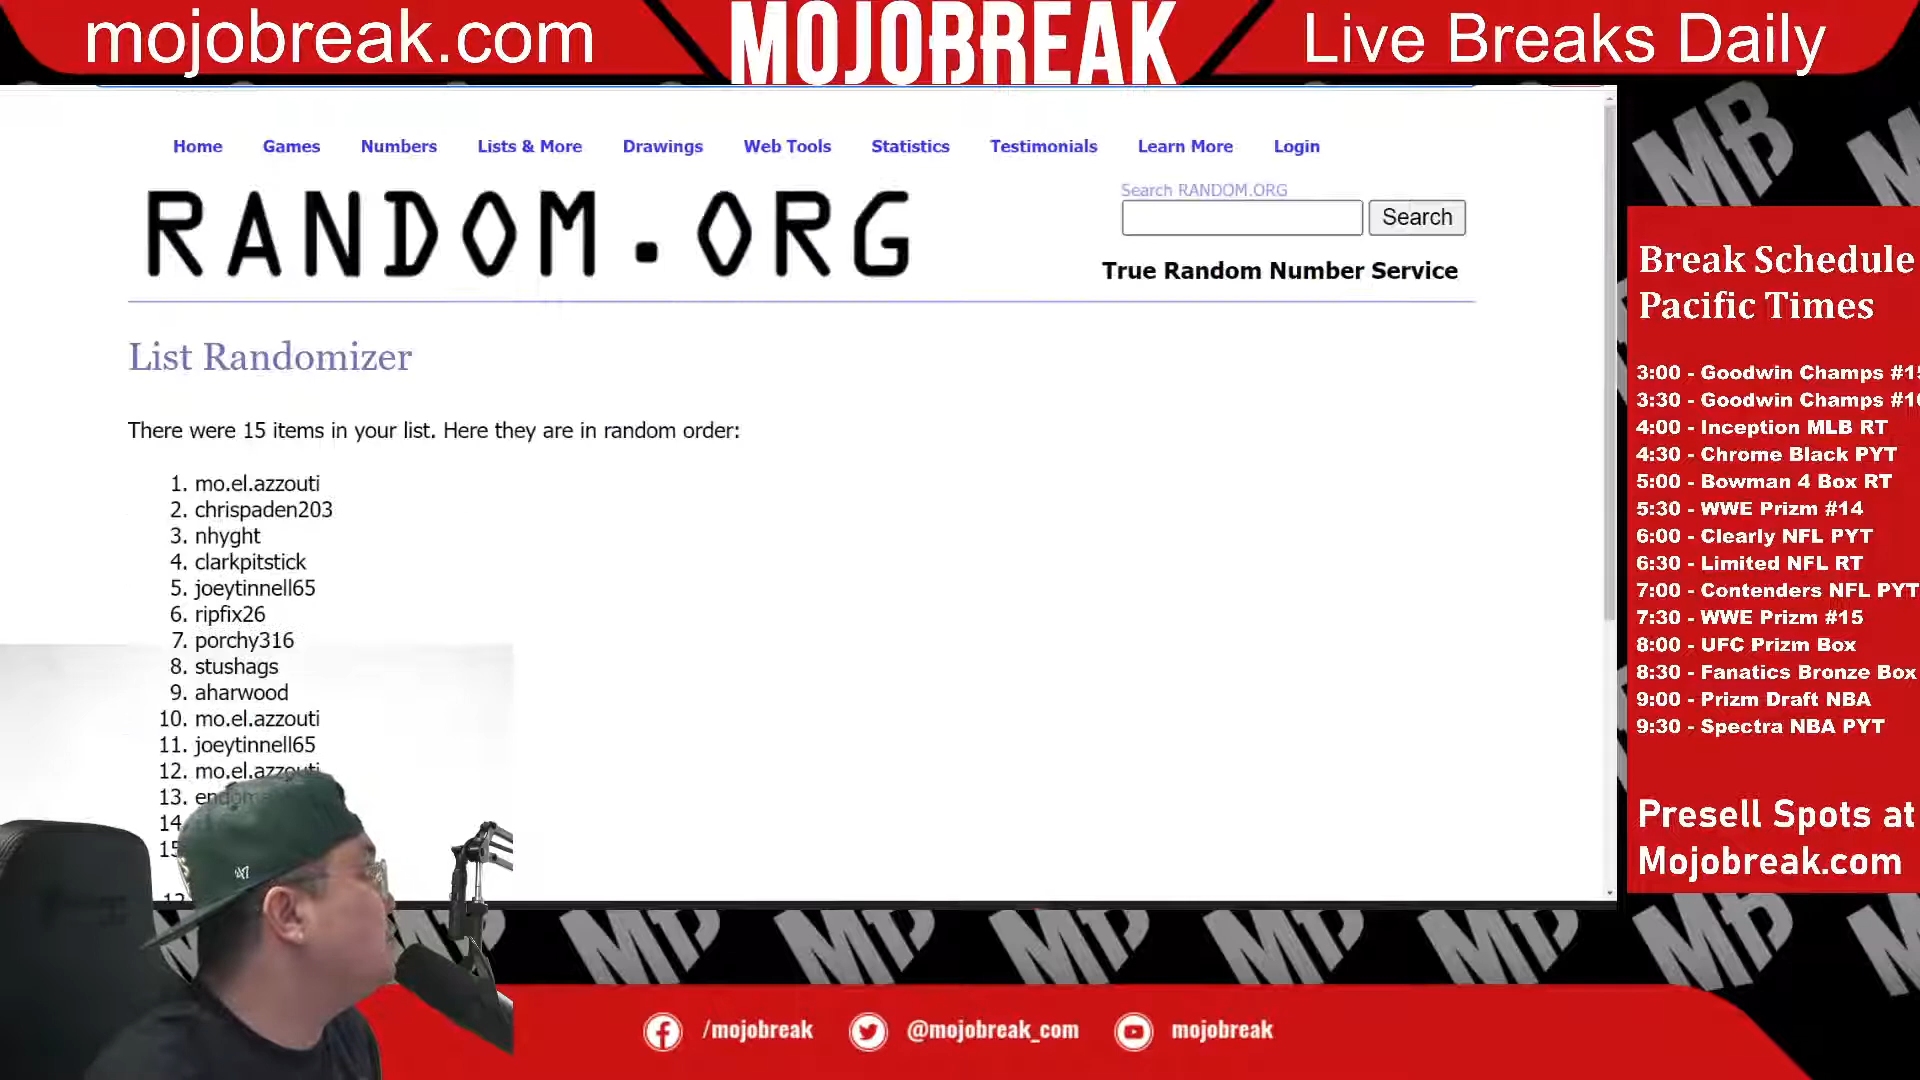 mojobreak.com
MOJOBREAK
Live Breaks Daily
Home Games Numbers Lists & More Drawings Web Tools Statistics Testimonials Learn More Login
RANDOM.ORG
Search RANDOM.ORG
Search
True Random Number Service
List Randomizer
There were 15 items in your list. Here they are in random order:
1. mo.el.azzouti
2. chrispaden203
3. nhyght
4. clarkpitstick
5. joeytinnell65
6. ripfix26
7. porchy316
8. stushags
9. aharwood
10. mo.el.azzouti
11. joeytinnell65
12. mo.el.azzouti
13.
14.
15
Break Schedule
Pacific Times
3:00 - Goodwin Champs
3:30 - Goodwin Champs
4:00 - Inception MLB RT
4:30 - Chrome Black PYT
5:00 - Bowman 4 Box RT
5:30 - WWE Prizm #14
6:00 - Clearly NFL PYT
6:30 - Limited NFL RT
7:00 - Contenders NFL PYT
7:30 - WWE Prizm #15
8:00 - UFC Prizm Box
8:30 - Fanatics Bronze Box
9:00 - Prizm Draft NBA
9:30 - Spectra NBA PYT
Presell Spots at
Mojobreak.com
/mojobreak @mojobreak_com mojobreak